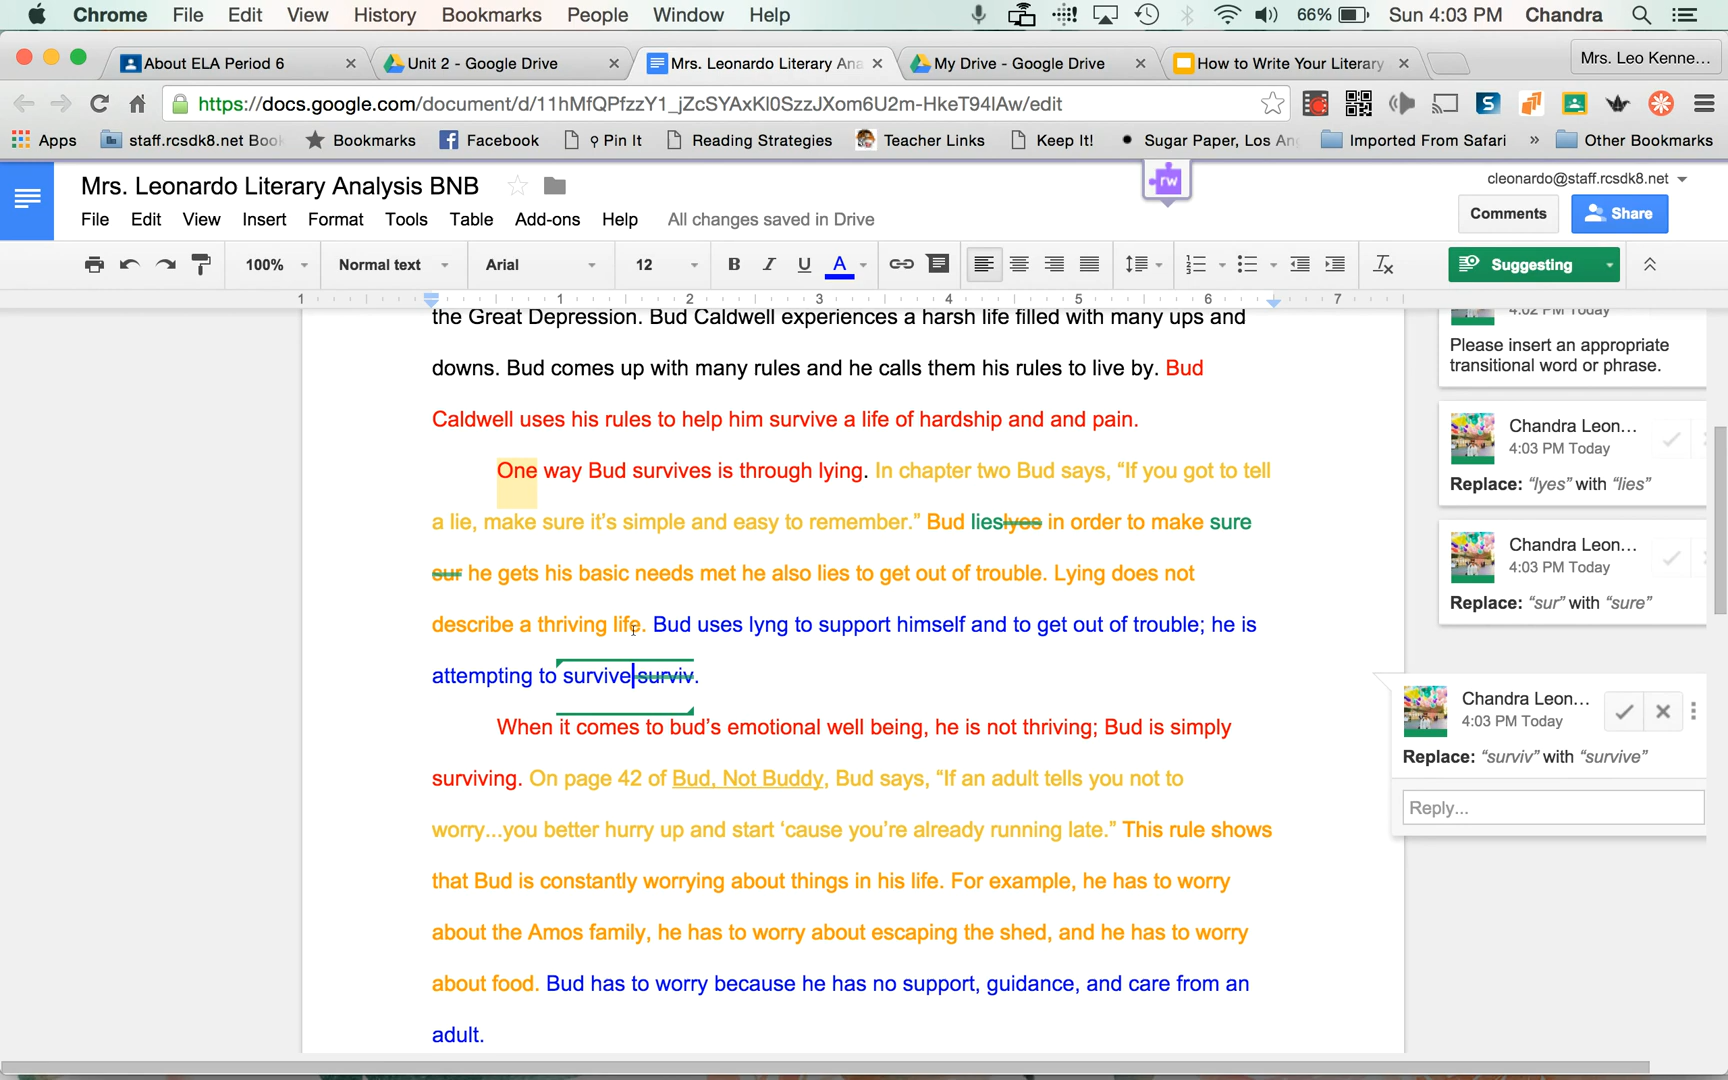 Chrome File Edit View History Bookmarks People Window Help 66% Sun 4:03 PM Chandra
About ELA Period 6 Unit 2 - Google Drive Mrs. Leonardo Literary Ana My Drive - Google Drive How to Write Your Literary Mrs. Leo Kenne...
https://docs.google.com/document/d/11hMfQPfzzY1_jZcSYAxKl0SzzJXom6U2m-HkeT94lAw/edit
Apps staff.rcsdk8.net Book Bookmarks Facebook Pin It Reading Strategies Teacher Links Keep It! Sugar Paper, Los An Imported From Safari » Other Bookmarks
rw
Mrs. Leonardo Literary Analysis BNB cleonardo@staff.rcsdk8.net
File Edit View Insert Format Tools Table Add-ons Help All changes saved in Drive Comments Share
100% Normal text Arial 12 B I U A Suggesting
1 1 2 3 4 5 6 7
the Great Depression. Bud Caldwell experiences a harsh life filled with many ups and
downs. Bud comes up with many rules and he calls them his rules to live by. Bud
Caldwell uses his rules to help him survive a life of hardship and and pain.
One way Bud survives is through lying. In chapter two Bud says, “If you got to tell
a lie, make sure it’s simple and easy to remember.” Bud lieslyes in order to make sure
sur he gets his basic needs met he also lies to get out of trouble. Lying does not
describe a thriving life. Bud uses lyng to support himself and to get out of trouble; he is
attempting to survive surviv.
When it comes to bud’s emotional well being, he is not thriving; Bud is simply
surviving. On page 42 of Bud, Not Buddy, Bud says, “If an adult tells you not to
worry...you better hurry up and start ‘cause you’re already running late.” This rule shows
that Bud is constantly worrying about things in his life. For example, he has to worry
about the Amos family, he has to worry about escaping the shed, and he has to worry
about food. Bud has to worry because he has no support, guidance, and care from an
adult.
4:02 PM Today
Please insert an appropriate
transitional word or phrase.
Chandra Leon...
4:03 PM Today
Replace: “lyes” with “lies”
Chandra Leon...
4:03 PM Today
Replace: “sur” with “sure”
Chandra Leon...
4:03 PM Today
Replace: “surviv” with “survive”
Reply...